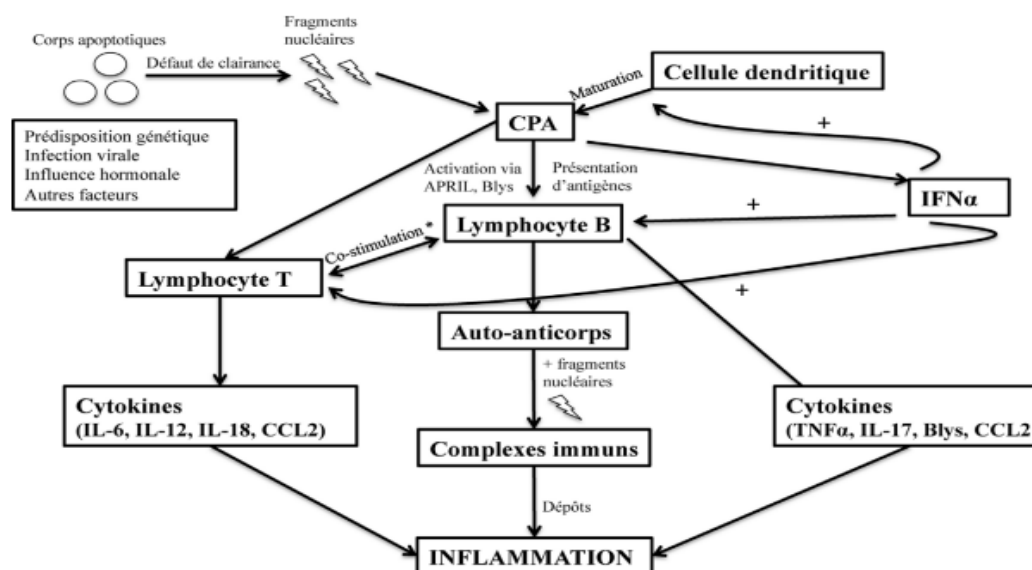 Corps apoptotiques
Défaut de clairance
Fragments
nucléaires
Cellule dendritique
Maturation
CPA
+
Prédisposition génétique
Infection virale
Influence hormonale
Autres facteurs
Activation via
APRIL, Blys
Présentation
d'antigènes
IFNα
+
Lymphocyte B
Co-stimulation *
Lymphocyte T
+
Auto-anticorps
+ fragments
nucléaires
Cytokines
(IL-6, IL-12, IL-18, CCL2)
Complexes immuns
Cytokines
(TNFα, IL-17, Blys, CCL2
Dépôts
INFLAMMATION